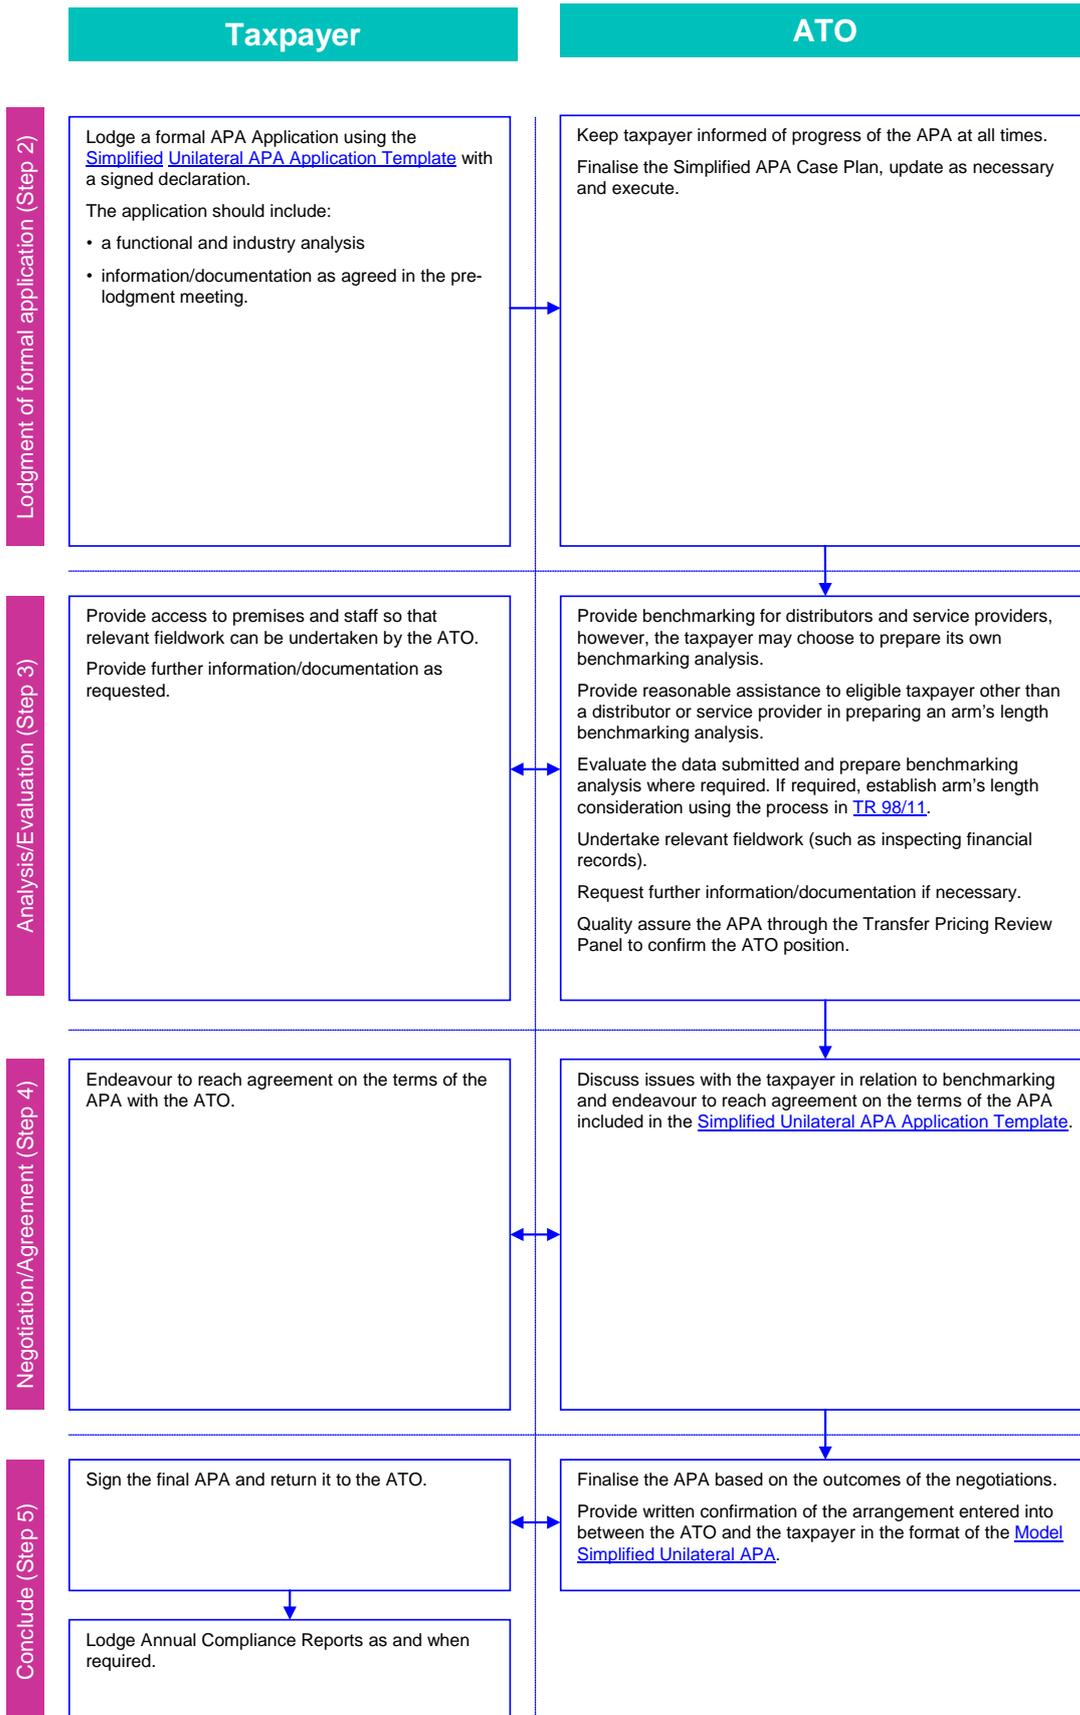 Taxpayer
ATO
Lodgment of formal application (Step 2)
Lodge a formal APA Application using the
Simplified Unilateral APA Application Template with
a signed declaration.
The application should include:
• a functional and industry analysis
• information/documentation as agreed in the pre-
lodgment meeting.
Keep taxpayer informed of progress of the APA at all times.
Finalise the Simplified APA Case Plan, update as necessary
and execute.
Analysis/Evaluation (Step 3)
Provide access to premises and staff so that
relevant fieldwork can be undertaken by the ATO.
Provide further information/documentation as
requested.
Provide benchmarking for distributors and service providers,
however, the taxpayer may choose to prepare its own
benchmarking analysis.
Provide reasonable assistance to eligible taxpayer other than
a distributor or service provider in preparing an arm's length
benchmarking analysis.
Evaluate the data submitted and prepare benchmarking
analysis where required. If required, establish arm's length
consideration using the process in TR 98/11.
Undertake relevant fieldwork (such as inspecting financial
records).
Request further information/documentation if necessary.
Quality assure the APA through the Transfer Pricing Review
Panel to confirm the ATO position.
Negotiation/Agreement (Step 4)
Endeavour to reach agreement on the terms of the
APA with the ATO.
Discuss issues with the taxpayer in relation to benchmarking
and endeavour to reach agreement on the terms of the APA
included in the Simplified Unilateral APA Application Template.
Conclude (Step 5)
Sign the final APA and return it to the ATO.
Finalise the APA based on the outcomes of the negotiations.
Provide written confirmation of the arrangement entered into
between the ATO and the taxpayer in the format of the Model
Simplified Unilateral APA.
Lodge Annual Compliance Reports as and when
required.